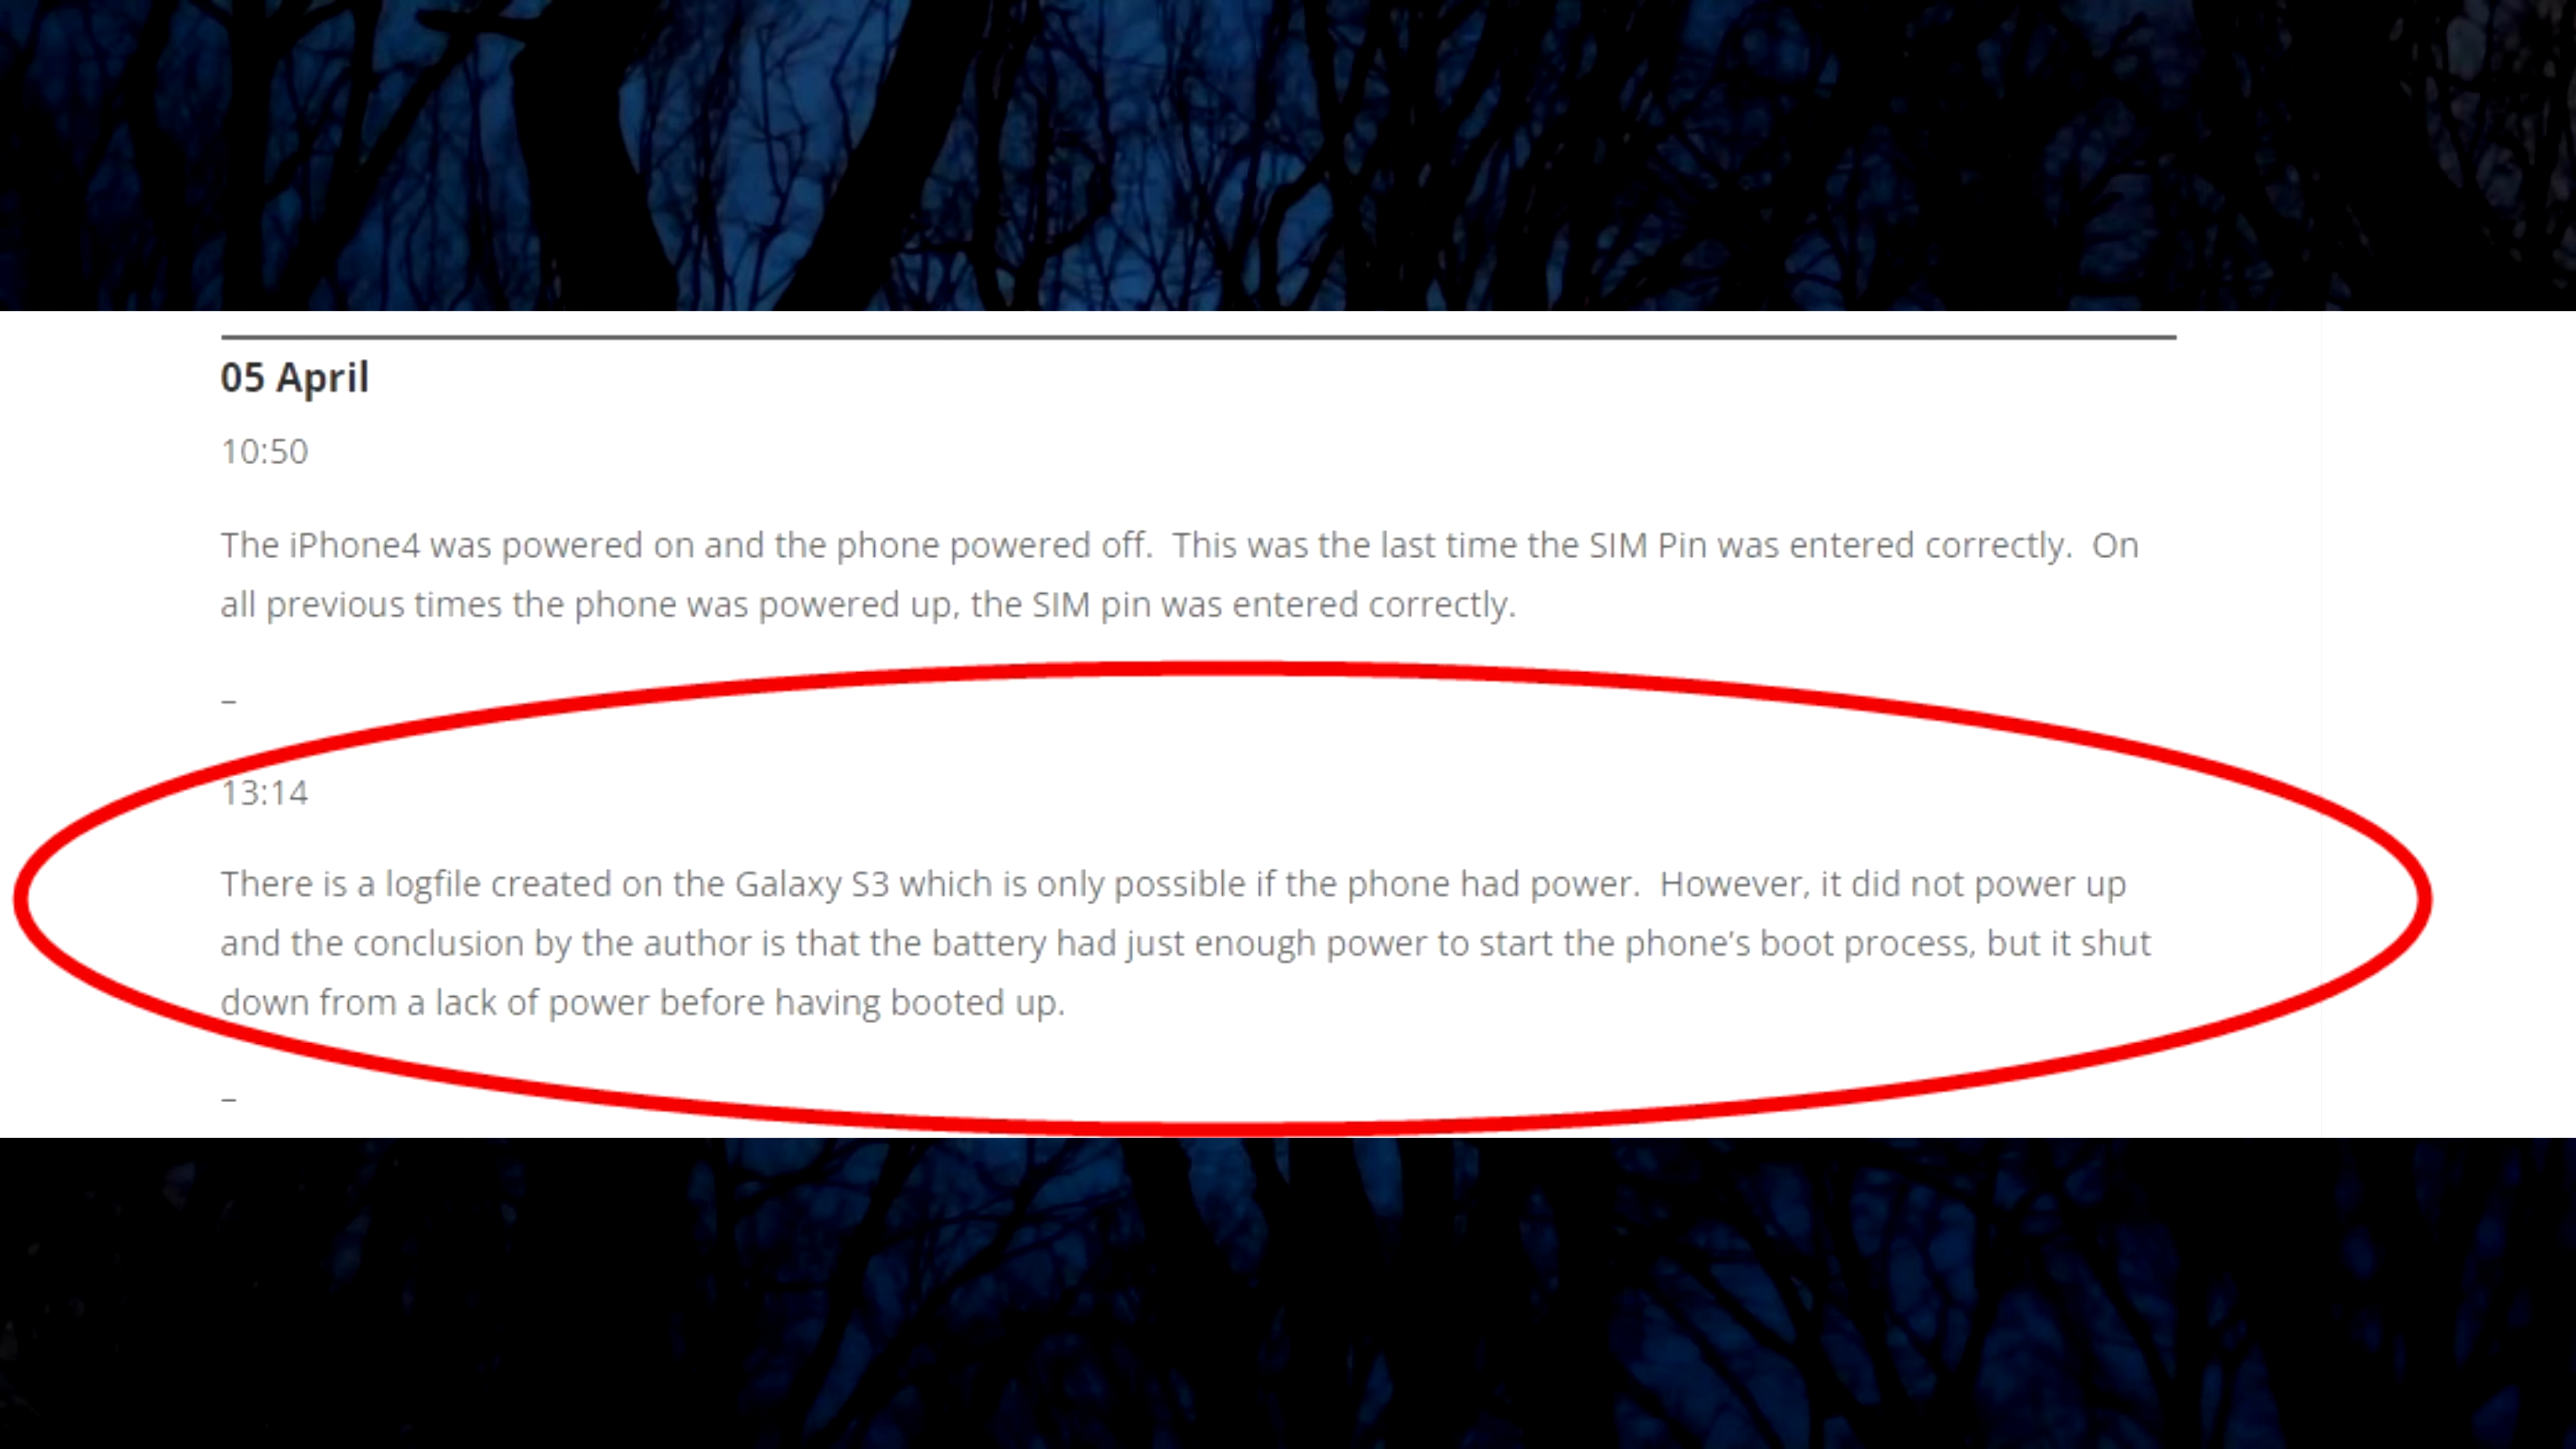 05 April
10:50
The iPhone4 was powered on and the phone powered off.  This was the last time the SIM Pin was entered correctly.  On
all previous times the phone was powered up, the SIM pin was entered correctly.
–
13:14
There is a logfile created on the Galaxy S3 which is only possible if the phone had power.  However, it did not power up
and the conclusion by the author is that the battery had just enough power to start the phone’s boot process, but it shut
down from a lack of power before having booted up.
–